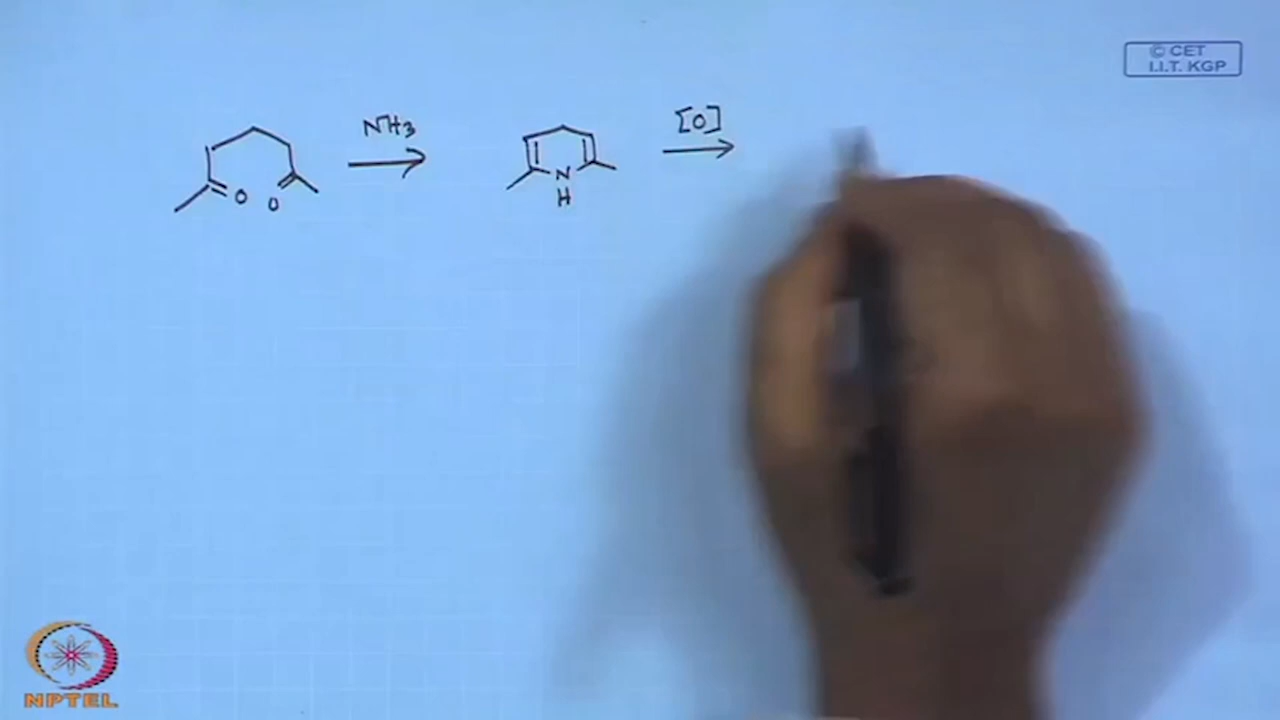 © CET
I.I.T. KGP
NH3
[O]
O
O
N
H
NPTEL